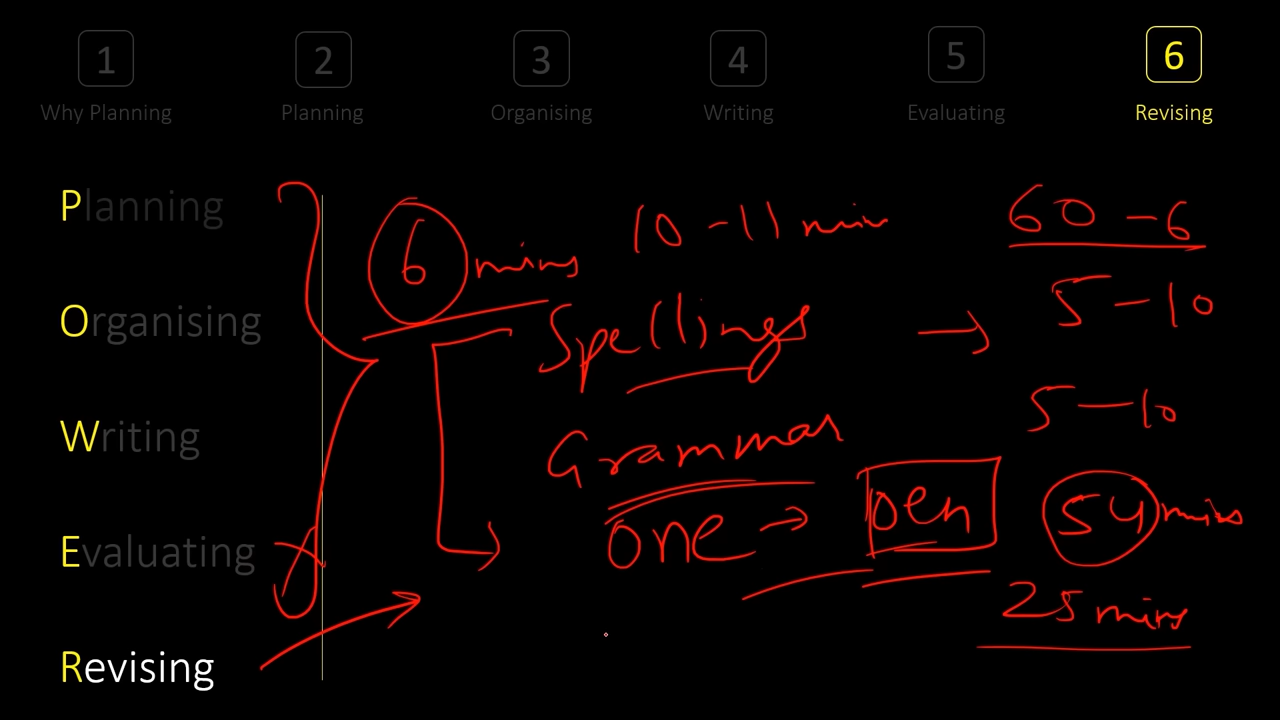 1 2 3 4 5 6
Why Planning Planning Organising Writing Evaluating Revising
Planning
Organising
Writing
Evaluating
Revising
6 mins
10-11 min
Spellings
Grammar
one → pen
60-6
→ 5-10
5-10
54 mins
25 mins